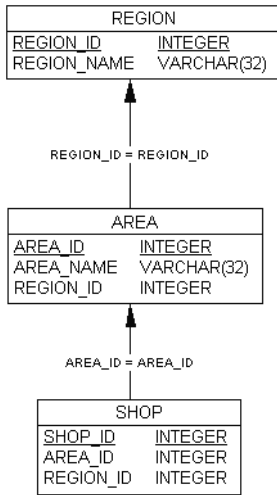 REGION
REGION_ID INTEGER
REGION_NAME VARCHAR(32)
REGION_ID = REGION_ID
AREA
AREA_ID INTEGER
AREA_NAME VARCHAR(32)
REGION_ID INTEGER
AREA_ID = AREA_ID
SHOP
SHOP_ID INTEGER
AREA_ID INTEGER
REGION_ID INTEGER